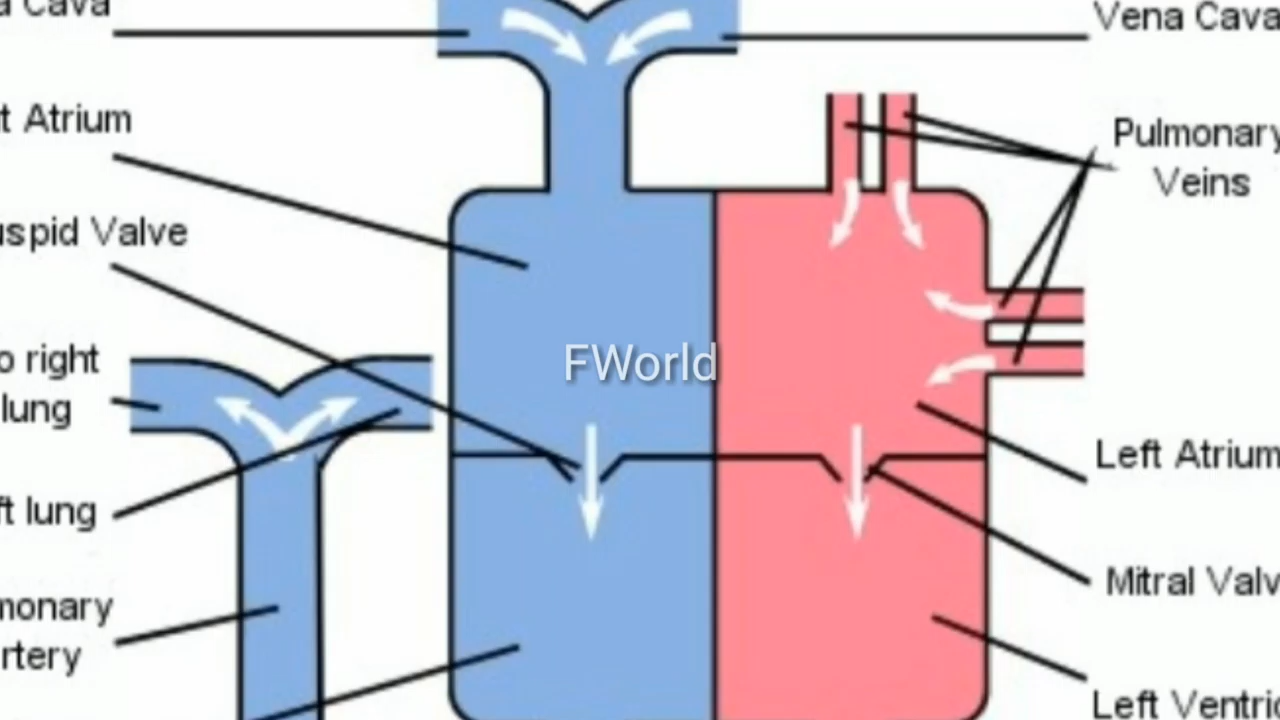 a Cava
t Atrium
uspid Valve
o right
lung
ft lung
monary
rtery
FWorld
Vena Cava
Pulmonary
Veins
Left Atrium
Mitral Valv
Left Ventric